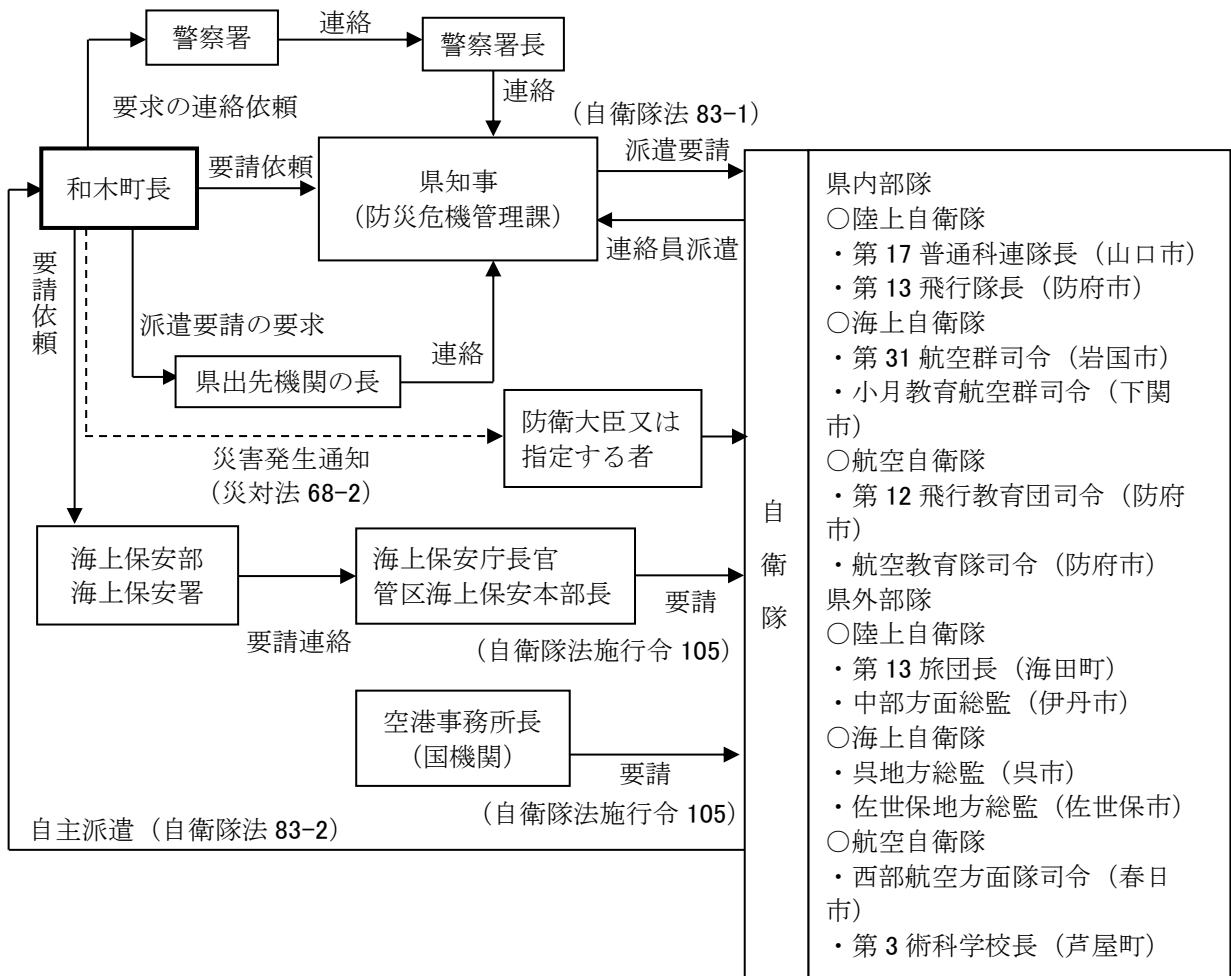 警察署
連絡
警察署長
連絡
要求の連絡依頼
(自衛隊法 83-1)
派遣要請
和木町長
要請依頼
県知事
(防災危機管理課)
連絡員派遣
要請依頼
派遣要請の要求
連絡
県出先機関の長
防衛大臣又は
指定する者
災害発生通知
(災対法 68-2)
海上保安部
海上保安署
要請連絡
海上保安庁長官
管区海上保安本部長
要請
(自衛隊法施行令 105)
空港事務所長
(国機関)
要請
(自衛隊法施行令 105)
自主派遣(自衛隊法 83-2)
自衛隊
県内部隊
○陸上自衛隊
・第 17 普通科連隊長(山口市)
・第 13 飛行隊長(防府市)
○海上自衛隊
・第 31 航空群司令(岩国市)
・小月教育航空群司令(下関
市)
○航空自衛隊
・第 12 飛行教育団司令(防府
市)
・航空教育隊司令(防府市)
県外部隊
○陸上自衛隊
・第 13 旅団長(海田町)
・中部方面総監(伊丹市)
○海上自衛隊
・呉地方総監(呉市)
・佐世保地方総監(佐世保市)
○航空自衛隊
・西部航空方面隊司令(春日
市)
・第 3 術科学校長(芦屋町)